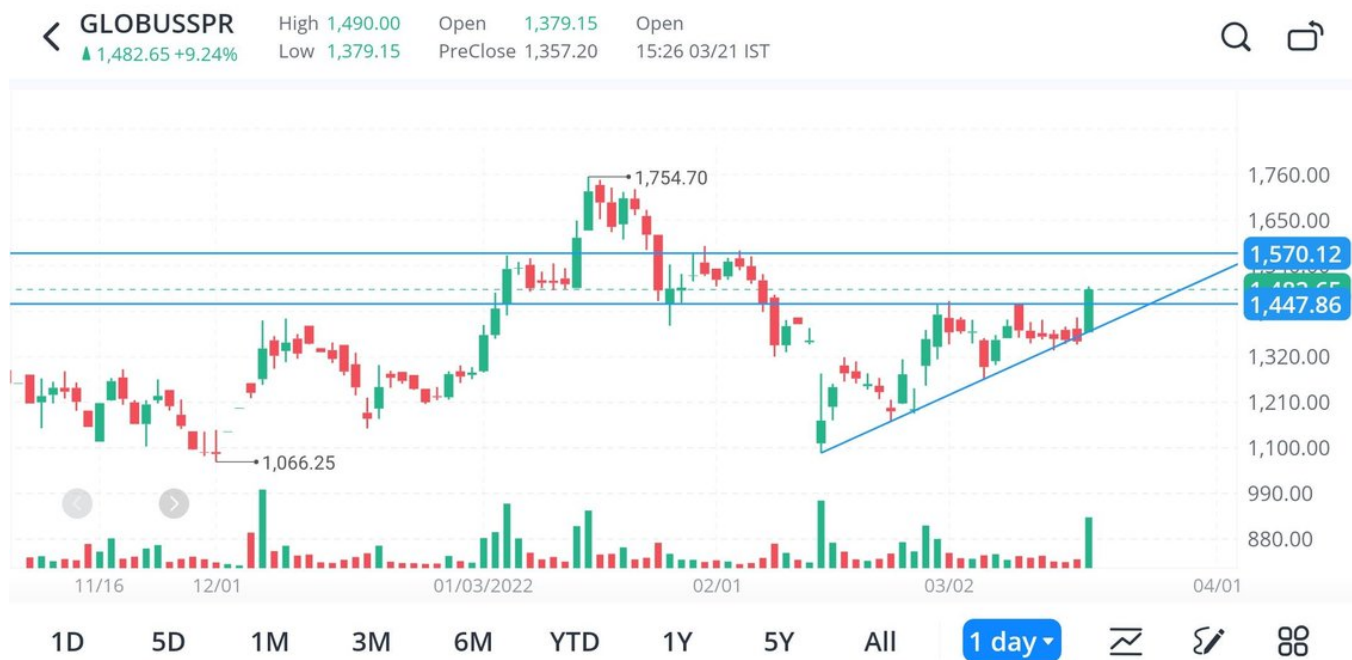 GLOBUSSPR High 1,490.00 Open 1,379.15 Open
1,482.65 +9.24% Low 1,379.15 PreClose 1,357.20 15:26 03/21 IST
1,754.70
1,760.00
1,650.00
1,570.12
1,447.86
1,320.00
1,210.00
1,100.00
1,066.25
990.00
880.00
11/16 12/01 01/03/2022 02/01 03/02 04/01
1D 5D 1M 3M 6M YTD 1Y 5Y All 1 day